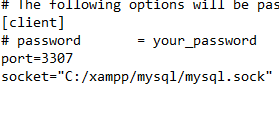 # The following options will be pas
[client]
# password       = your_password
port=3307
socket="C:/xampp/mysql/mysql.sock"